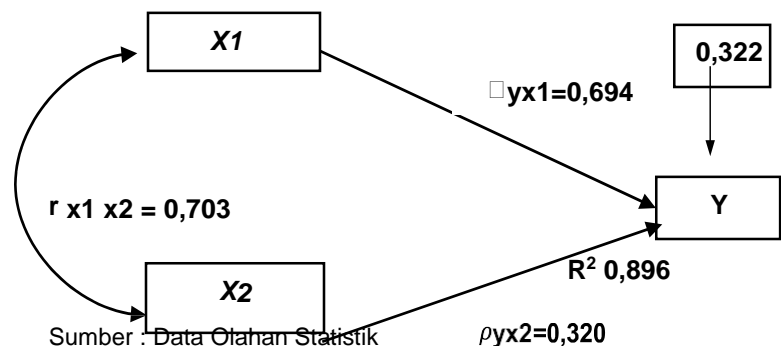 X1
0,322
□yx1=0,694
r x1 x2 = 0,703
Y
R² 0,896
X2
Sumber : Data Olahan Statistik
ρyx2=0,320